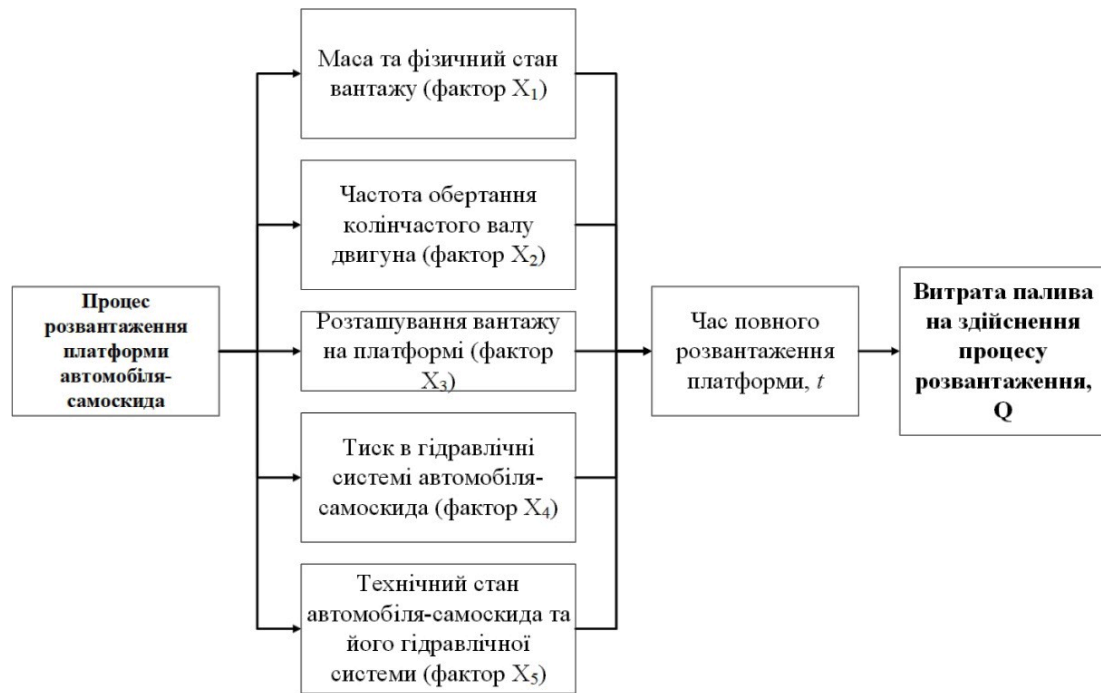 Процес
розвантаження
платформи
автомобіля-
самоскида
Маса та фізичний стан
вантажу (фактор X₁)
Частота обертання
колінчастого валу
двигуна (фактор X₂)
Розташування вантажу
на платформі (фактор
X₃)
Тиск в гідравлічні
системі автомобіля-
самоскида (фактор X₄)
Технічний стан
автомобіля-самоскида та
його гідравлічної
системи (фактор X₅)
Час повного
розвантаження
платформи, t
Витрата палива
на здійснення
процесу
розвантаження,
Q